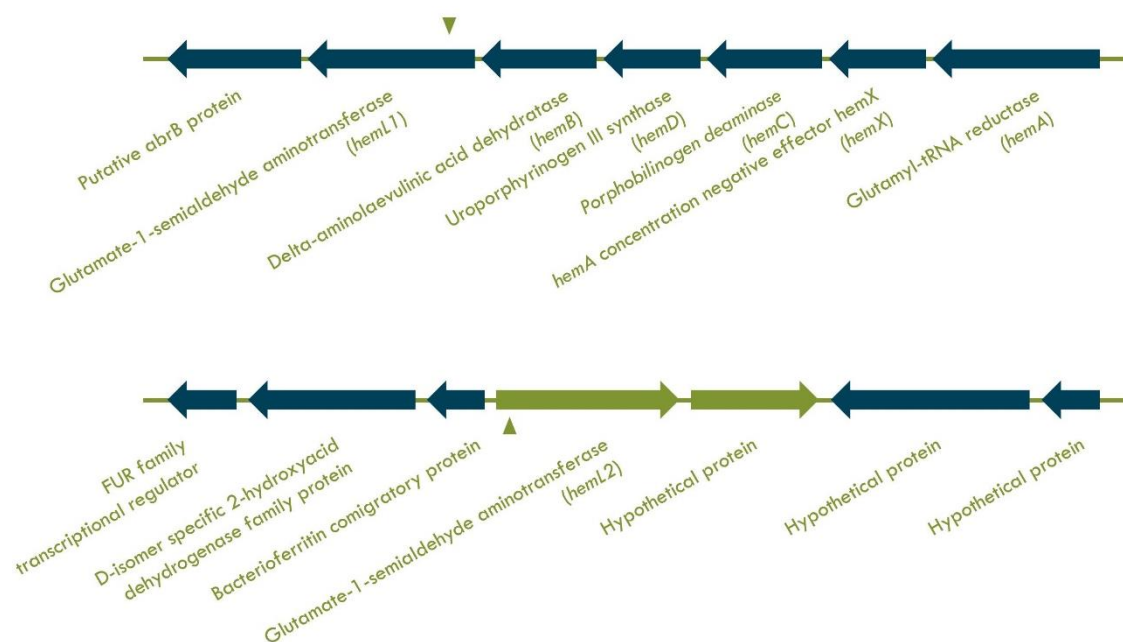 Putative abrB protein
Glutamate-1-semialdehyde aminotransferase
(hemL1)
Delta-aminolaevulinic acid dehydratase
(hemB)
Uroporphyrinogen III synthase
(hemD)
Porphobilinogen deaminase
(hemC)
hemA concentration negative effector hemX
(hemX)
Glutamyl-tRNA reductase
(hemA)
FUR family
transcriptional regulator
D-isomer specific 2-hydroxyacid
dehydrogenase family protein
Bacterioferritin comigratory protein
Glutamate-1-semialdehyde aminotransferase
(hemL2)
Hypothetical protein
Hypothetical protein
Hypothetical protein